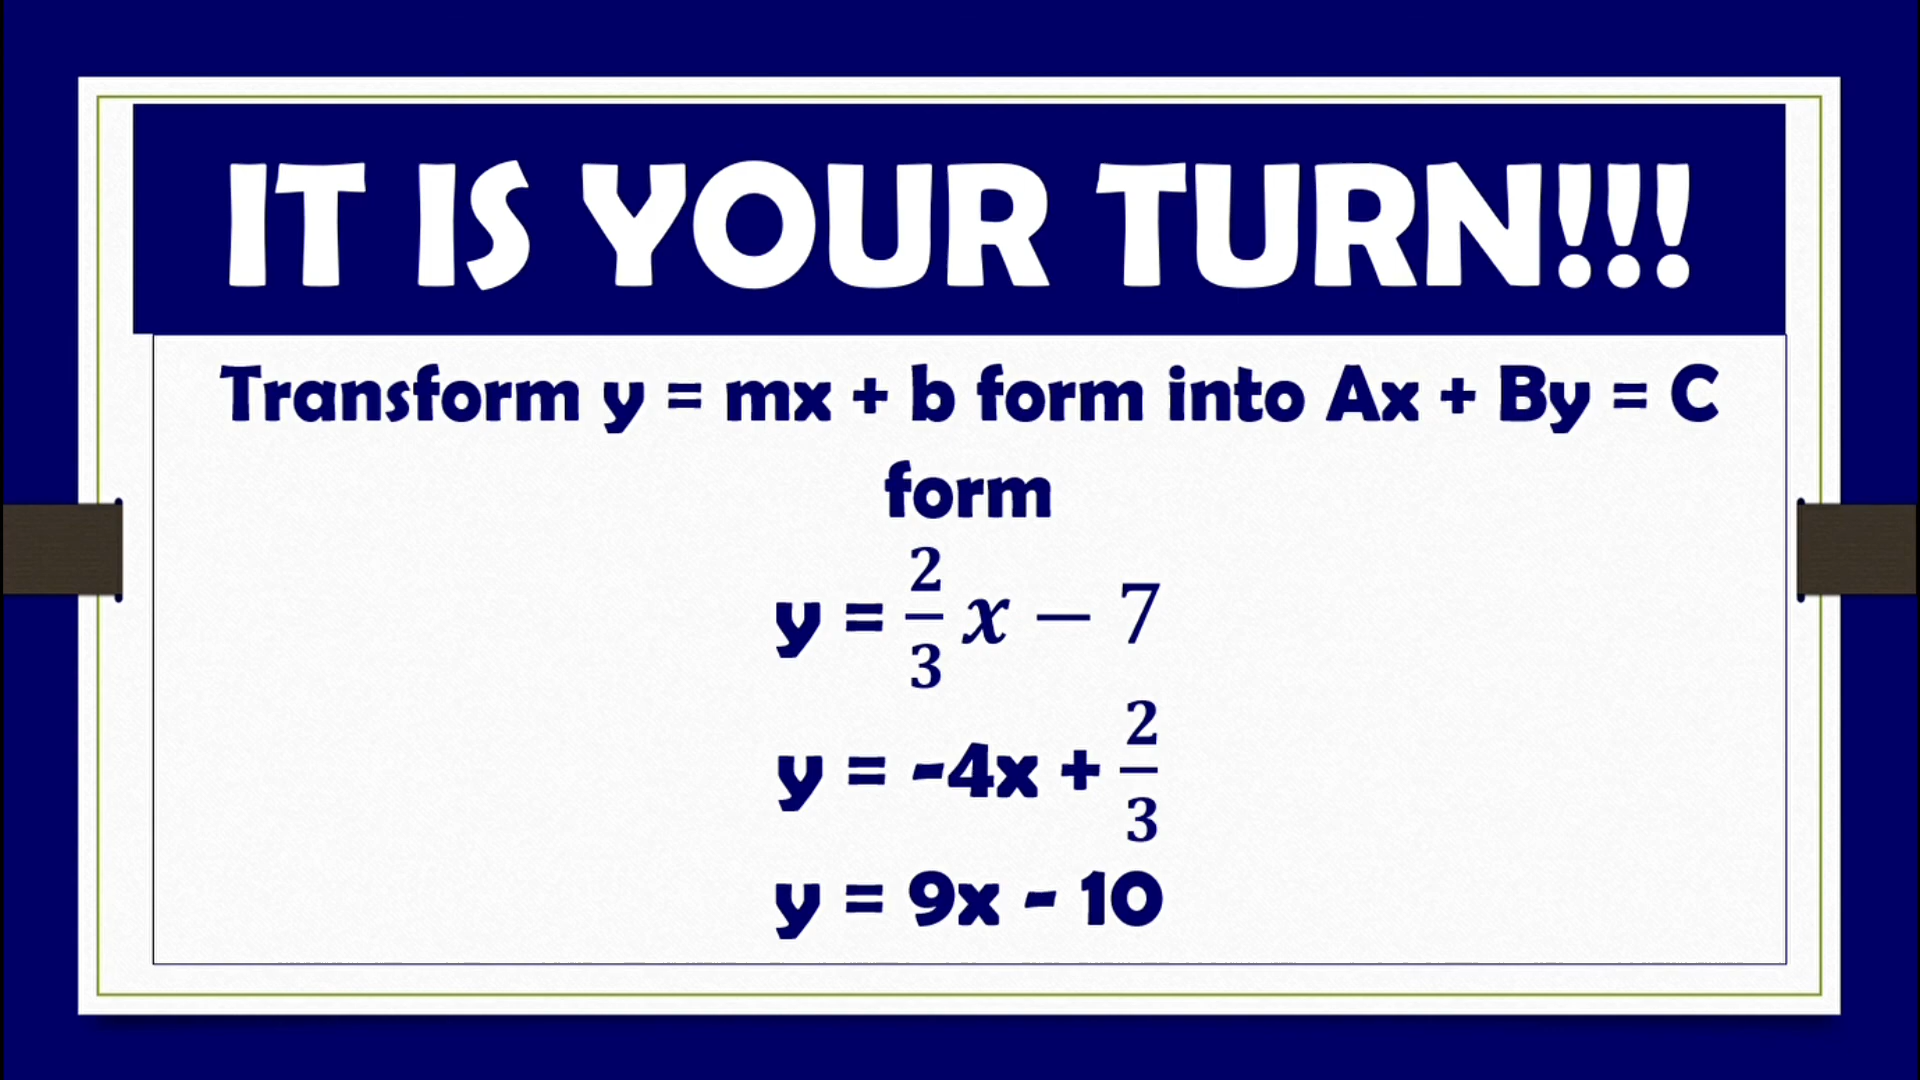 IT IS YOUR TURN!!!
Transform y = mx + b form into Ax + By = C
form
y = 2/3 x − 7
y = -4x + 2/3
y = 9x - 10